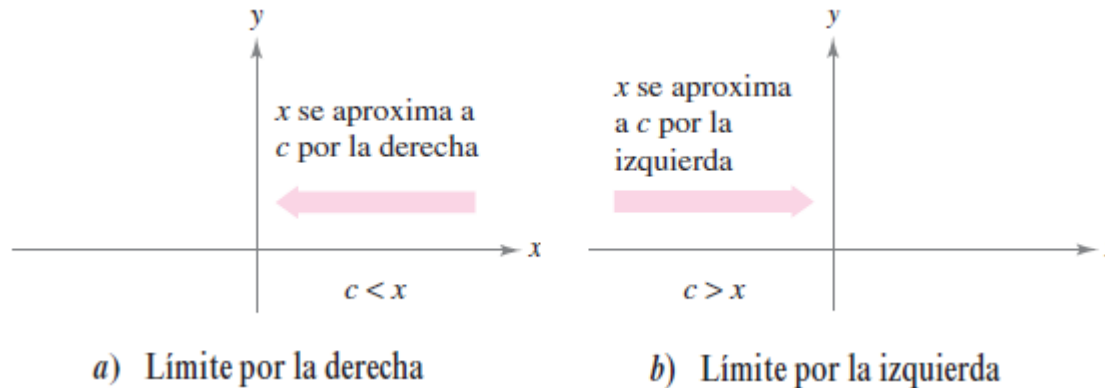 y
x se aproxima a
c por la derecha
x
c < x
a) Límite por la derecha
y
x se aproxima
a c por la
izquierda
c > x
b) Límite por la izquierda